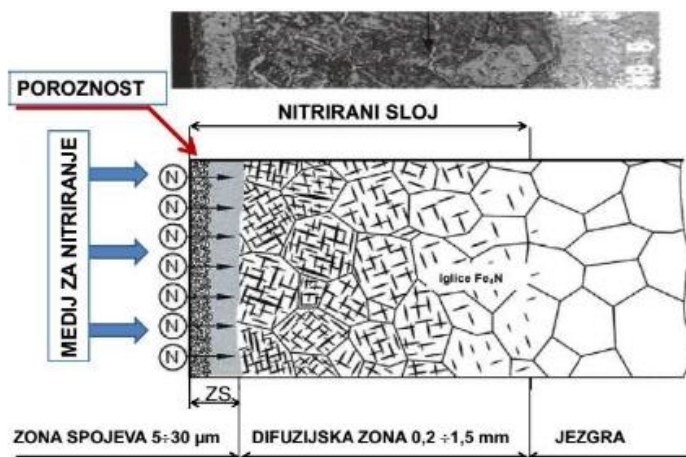 POROZNOST
NITRIRANI SLOJ
MEDIJ ZA NITRIRANJE
N
N
N
N
N
N
N
Iglice Fe₄N
ZS
ZONA SPOJEVA 5÷30 µm
DIFUZIJSKA ZONA 0,2 ÷1,5 mm
JEZGRA